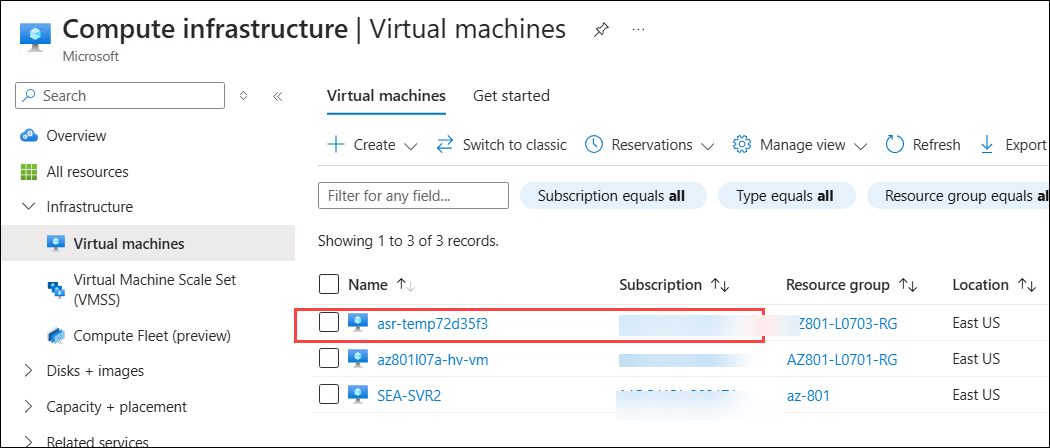 Compute infrastructure | Virtual machines
Microsoft
Search
Overview
All resources
Infrastructure
Virtual machines
Virtual Machine Scale Set
(VMSS)
Compute Fleet (preview)
Disks + images
Capacity + placement
Related services
Virtual machines Get started
Create Switch to classic Reservations Manage view Refresh Export
Filter for any field... Subscription equals all Type equals all Resource group equals
Showing 1 to 3 of 3 records.
Name Subscription Resource group Location
asr-temp72d35f3 Z801-L0703-RG East US
az801l07a-hv-vm AZ801-L0701-RG East US
SEA-SVR2 az-801 East US